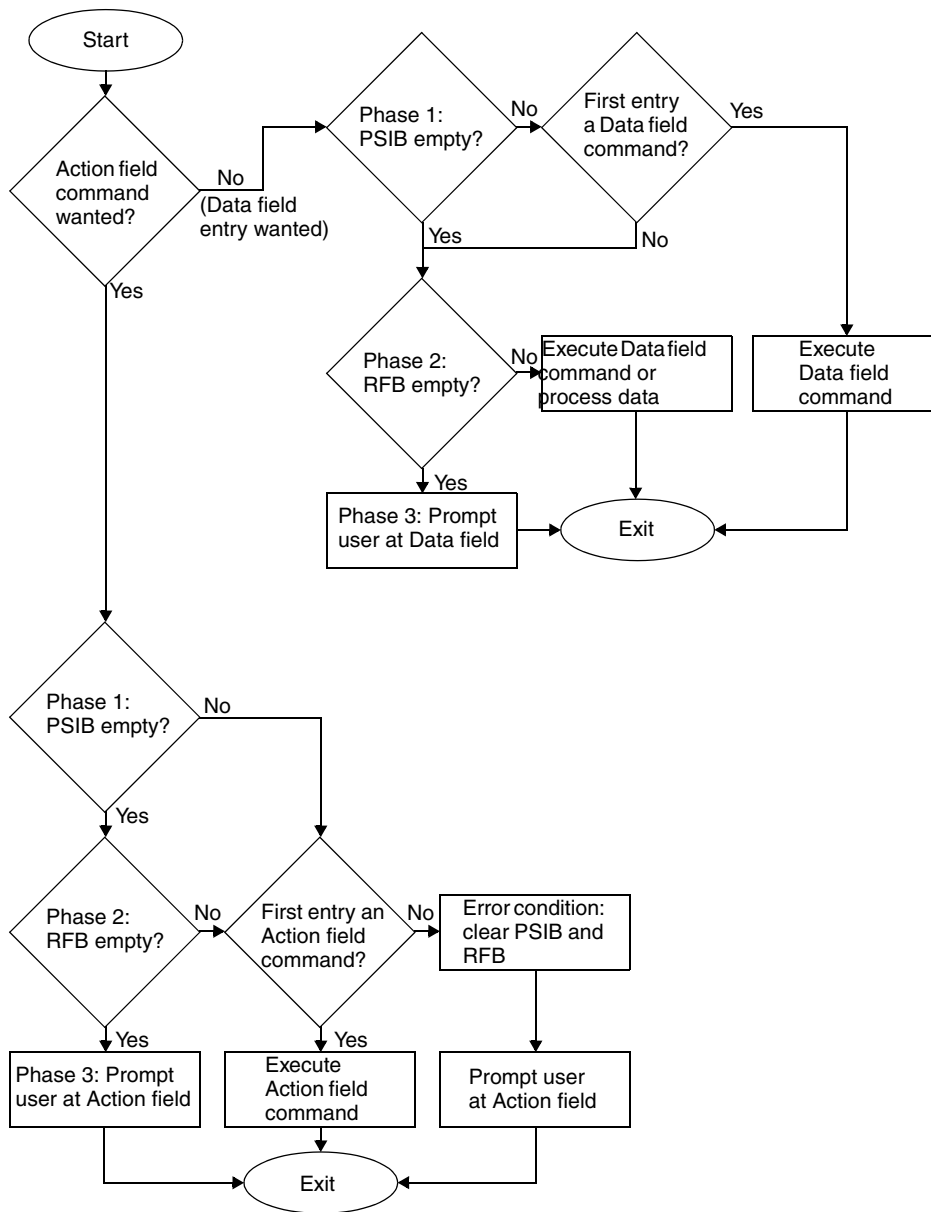 Start
Action field
command
wanted?
No
(Data field
entry wanted)
Yes
Phase 1:
PSIB empty?
No
First entry
a Data field
command?
Yes
Yes
No
Phase 2:
RFB empty?
No
Execute Data field
command or
process data
Execute
Data field
command
Yes
Phase 3: Prompt
user at Data field
Exit
Phase 1:
PSIB empty?
No
Yes
Phase 2:
RFB empty?
No
First entry an
Action field
command?
No
Error condition:
clear PSIB and
RFB
Yes
Yes
Phase 3: Prompt
user at Action field
Execute
Action field
command
Prompt user
at Action field
Exit